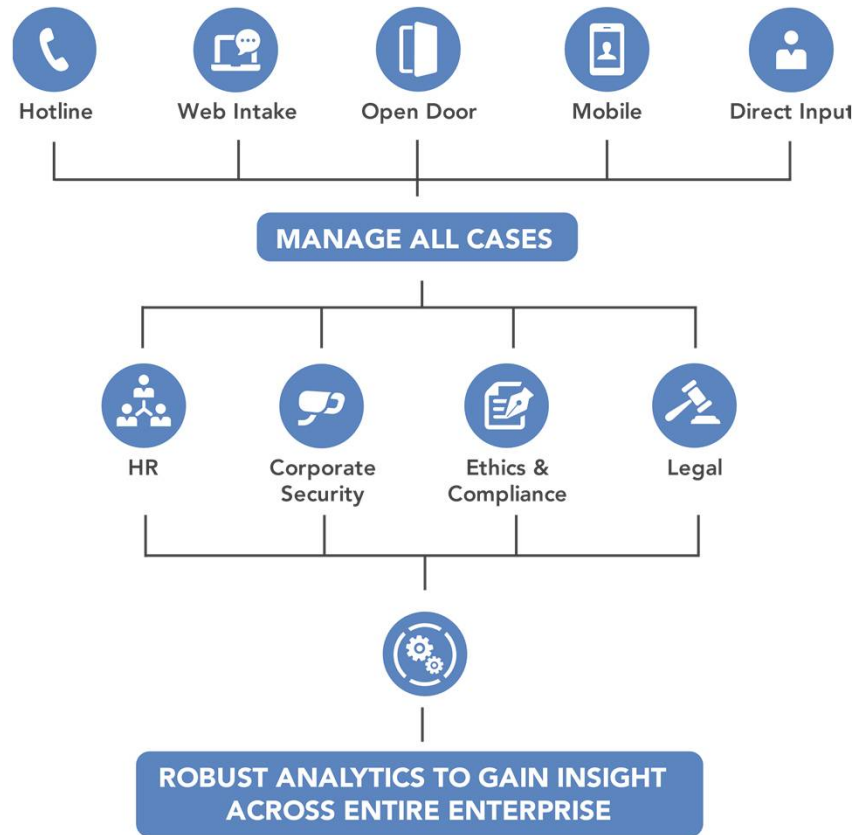 Hotline
Web Intake
Open Door
Mobile
Direct Input
MANAGE ALL CASES
HR
Corporate
Security
Ethics &
Compliance
Legal
ROBUST ANALYTICS TO GAIN INSIGHT
ACROSS ENTIRE ENTERPRISE